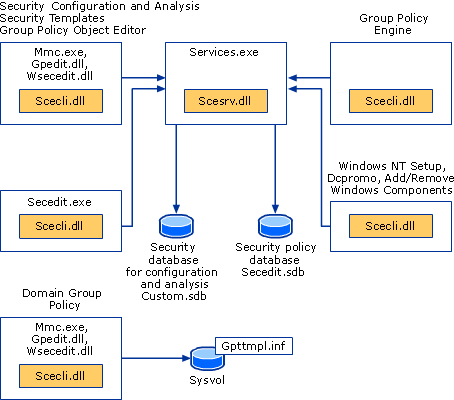 Security Configuration and Analysis
Security Templates
Group Policy Object Editor
Mmc.exe,
Gpedit.dll,
Wsecedit.dll
Scecli.dll
Services.exe
Scesrv.dll
Group Policy
Engine
Scecli.dll
Secedit.exe
Scecli.dll
Windows NT Setup,
Dcpromo, Add/Remove
Windows Components
Scecli.dll
Security
database
for configuration
and analysis
Custom.sdb
Security policy
database
Secedit.sdb
Domain Group
Policy
Mmc.exe,
Gpedit.dll,
Wsecedit.dll
Scecli.dll
Gpttmpl.inf
Sysvol